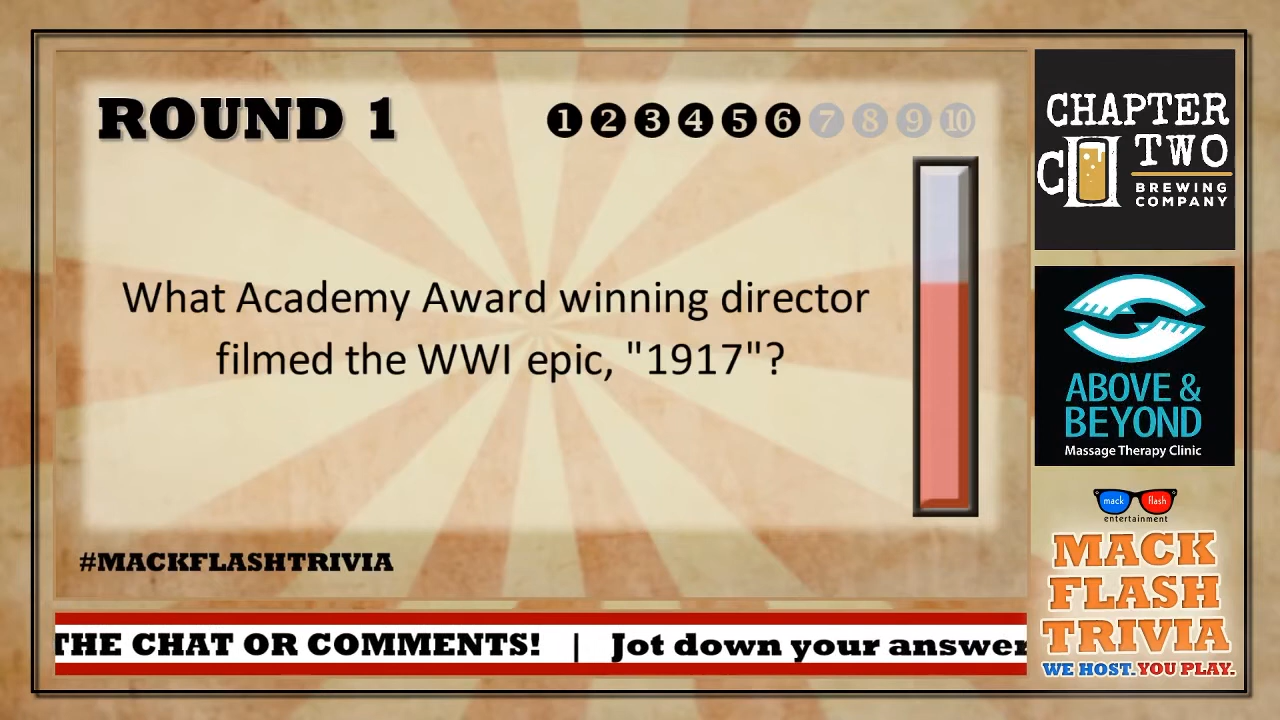 ROUND 1
1 2 3 4 5 6 7 8 9 10
What Academy Award winning director
filmed the WWI epic, "1917"?
#MACKFLASHTRIVIA
THE CHAT OR COMMENTS! | Jot down your answer
CHAPTER
TWO
BREWING
COMPANY
ABOVE &
BEYOND
Massage Therapy Clinic
mack flash
entertainment
MACK
FLASH
TRIVIA
WE HOST. YOU PLAY.